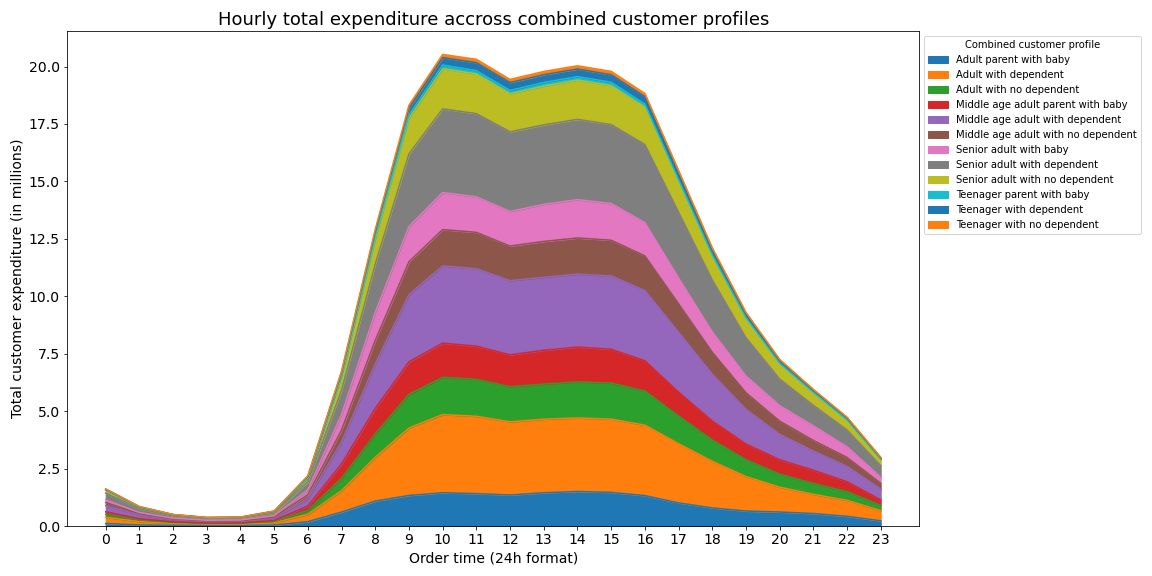 Hourly total expenditure accross combined customer profiles
Total customer expenditure (in millions)
20.0
17.5
15.0
12.5
10.0
7.5
5.0
2.5
0.0
0 1 2 3 4 5 6 7 8 9 10 11 12 13 14 15 16 17 18 19 20 21 22 23
Order time (24h format)
Combined customer profile
Adult parent with baby
Adult with dependent
Adult with no dependent
Middle age adult parent with baby
Middle age adult with dependent
Middle age adult with no dependent
Senior adult with baby
Senior adult with dependent
Senior adult with no dependent
Teenager parent with baby
Teenager with dependent
Teenager with no dependent